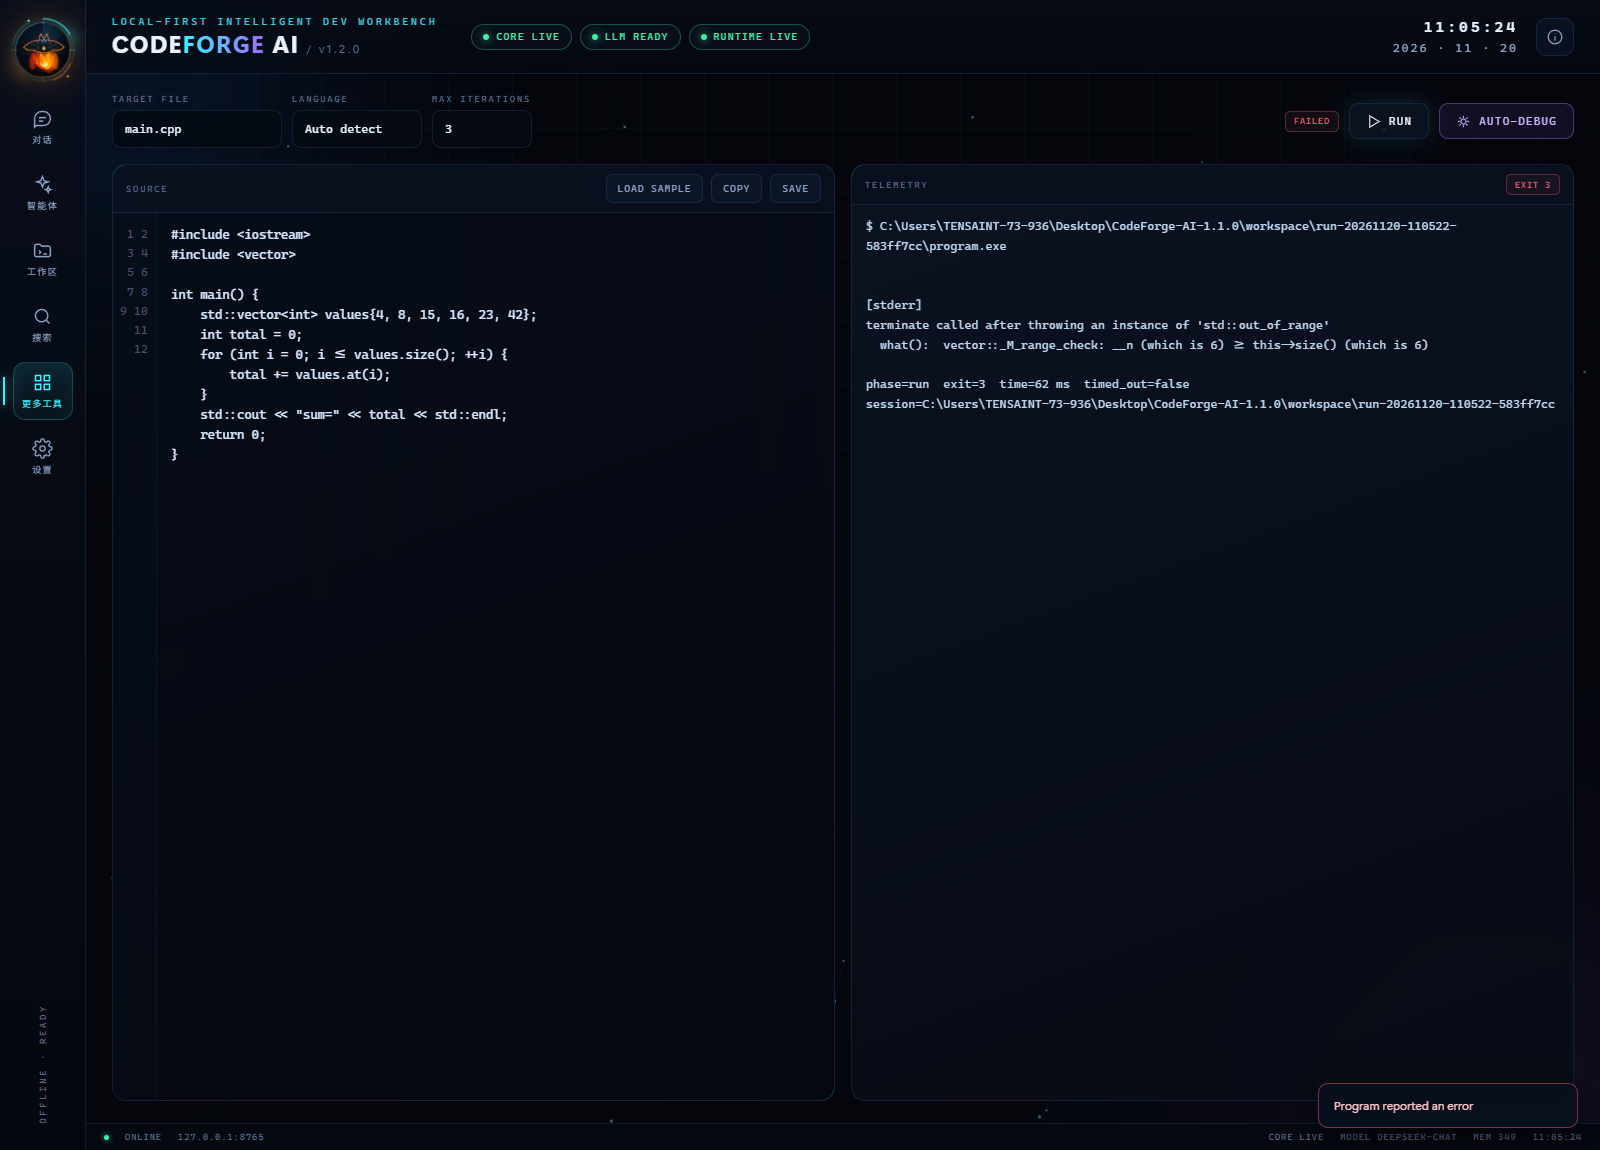 LOCAL-FIRST INTELLIGENT DEV WORKBENCH
CODEFORGE AI / v1.2.0
CORE LIVE
LLM READY
RUNTIME LIVE
11:05:24
2026 · 11 · 20
对话
智能体
工作区
搜索
更多工具
设置
OFFLINE · READY
TARGET FILE
main.cpp
LANGUAGE
Auto detect
MAX ITERATIONS
3
FAILED
RUN
AUTO-DEBUG
SOURCE
LOAD SAMPLE
COPY
SAVE
1 2
3 4
5 6
7 8
9 10
11
12
#include <iostream>
#include <vector>
int main() {
    std::vector<int> values{4, 8, 15, 16, 23, 42};
    int total = 0;
    for (int i = 0; i <= values.size(); ++i) {
        total += values.at(i);
    }
    std::cout << "sum=" << total << std::endl;
    return 0;
}
TELEMETRY
EXIT 3
$ C:\Users\TENSAINT-73-936\Desktop\CodeForge-AI-1.1.0\workspace\run-20261120-110522-
583ff7cc\program.exe
[stderr]
terminate called after throwing an instance of 'std::out_of_range'
  what():  vector::_M_range_check: __n (which is 6) >= this->size() (which is 6)
phase=run  exit=3  time=62 ms  timed_out=false
session=C:\Users\TENSAINT-73-936\Desktop\CodeForge-AI-1.1.0\workspace\run-20261120-110522-583ff7cc
Program reported an error
ONLINE
127.0.0.1:8765
CORE LIVE
MODEL DEEPSEEK-CHAT
MEM 349
11:05:24